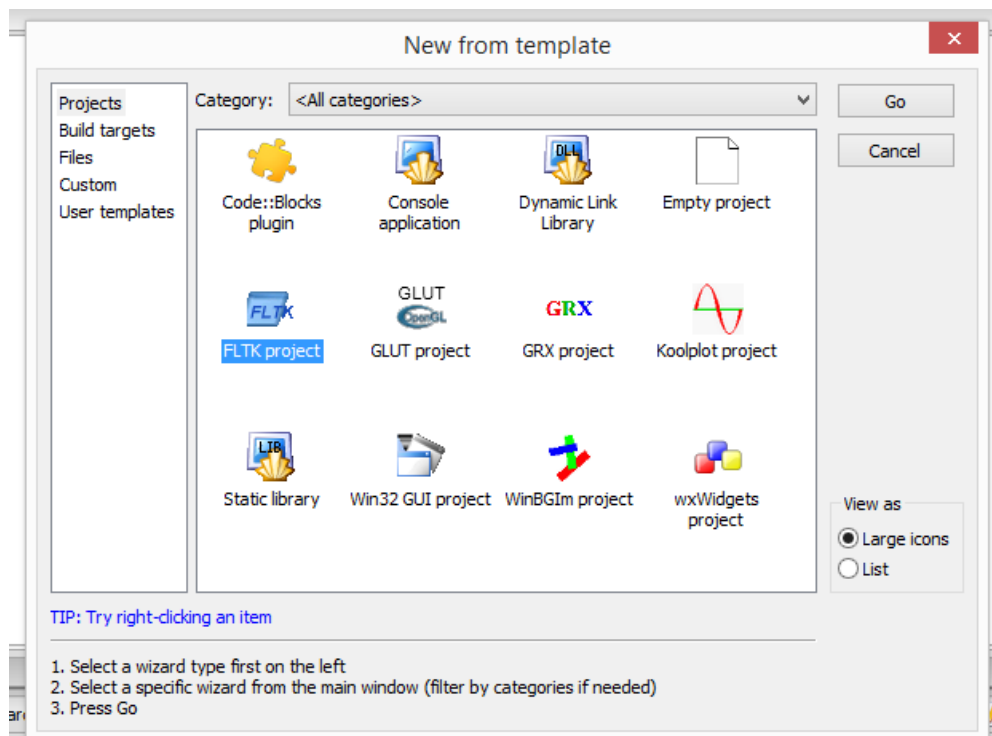 New from template
Projects
Build targets
Files
Custom
User templates
Category: <All categories>
Go
Cancel
Code::Blocks
plugin
Console
application
DLL
Dynamic Link
Library
Empty project
FLTK
FLTK project
GLUT
OpenGL
GLUT project
GRX
GRX project
Koolplot project
LIB
Static library
Win32 GUI project
WinBGIm project
wxWidgets
project
View as
Large icons
List
TIP: Try right-clicking an item
1. Select a wizard type first on the left
2. Select a specific wizard from the main window (filter by categories if needed)
3. Press Go